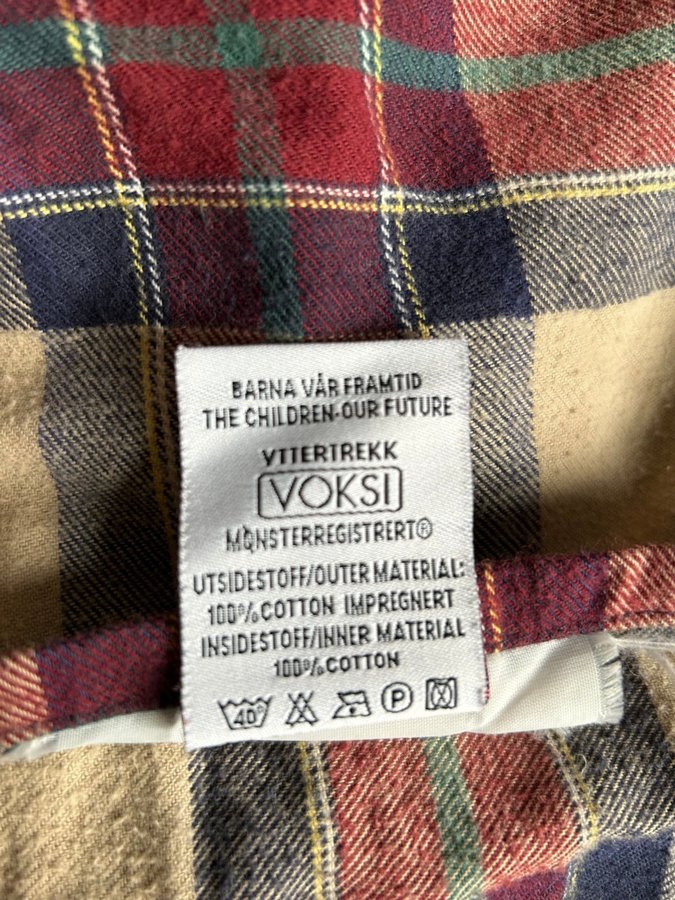 BARNA VÅR FRAMTID
THE CHILDREN-OUR FUTURE
YTTERTREKK
VOKSI
MØNSTERREGISTRERT®
UTSIDESTOFF/OUTER MATERIAL:
100%COTTON IMPREGNERT
INSIDESTOFF/INNER MATERIAL
100%COTTON
40° P